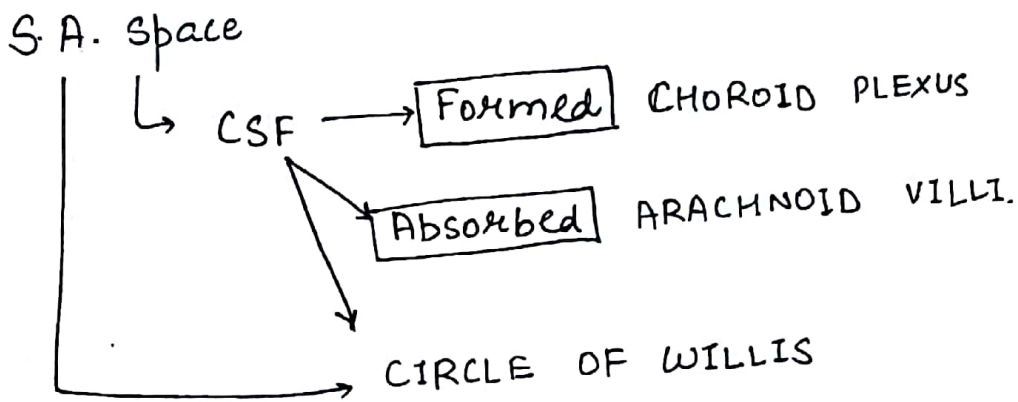 S. A. Space
CSF
Formed CHOROID PLEXUS
Absorbed ARACHNOID VILLI.
CIRCLE OF WILLIS